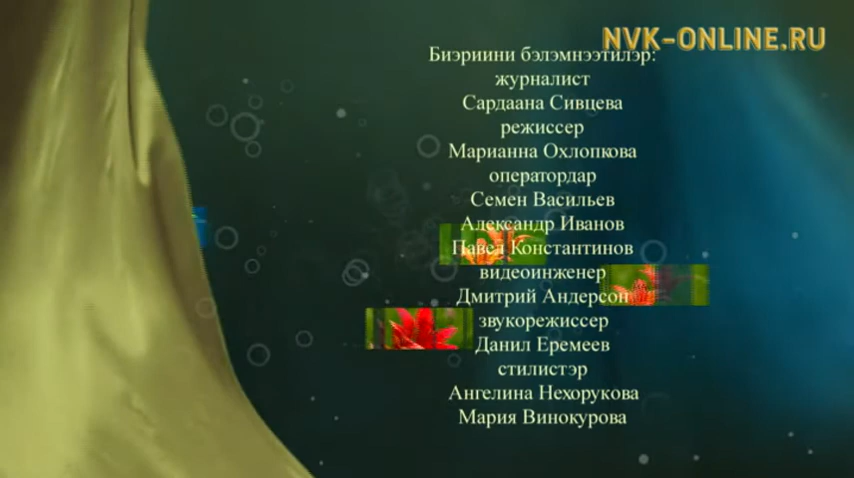 NVK-ONLINE.RU
Биэриини бэлэмнээтилэр:
журналист
Сардаана Сивцева
режиссер
Марианна Охлопкова
оператордар
Семен Васильев
Александр Иванов
Павел Константинов
видеоинженер
Дмитрий Андерсон
звукорежиссер
Данил Еремеев
стилистэр
Ангелина Нехорукова
Мария Винокурова